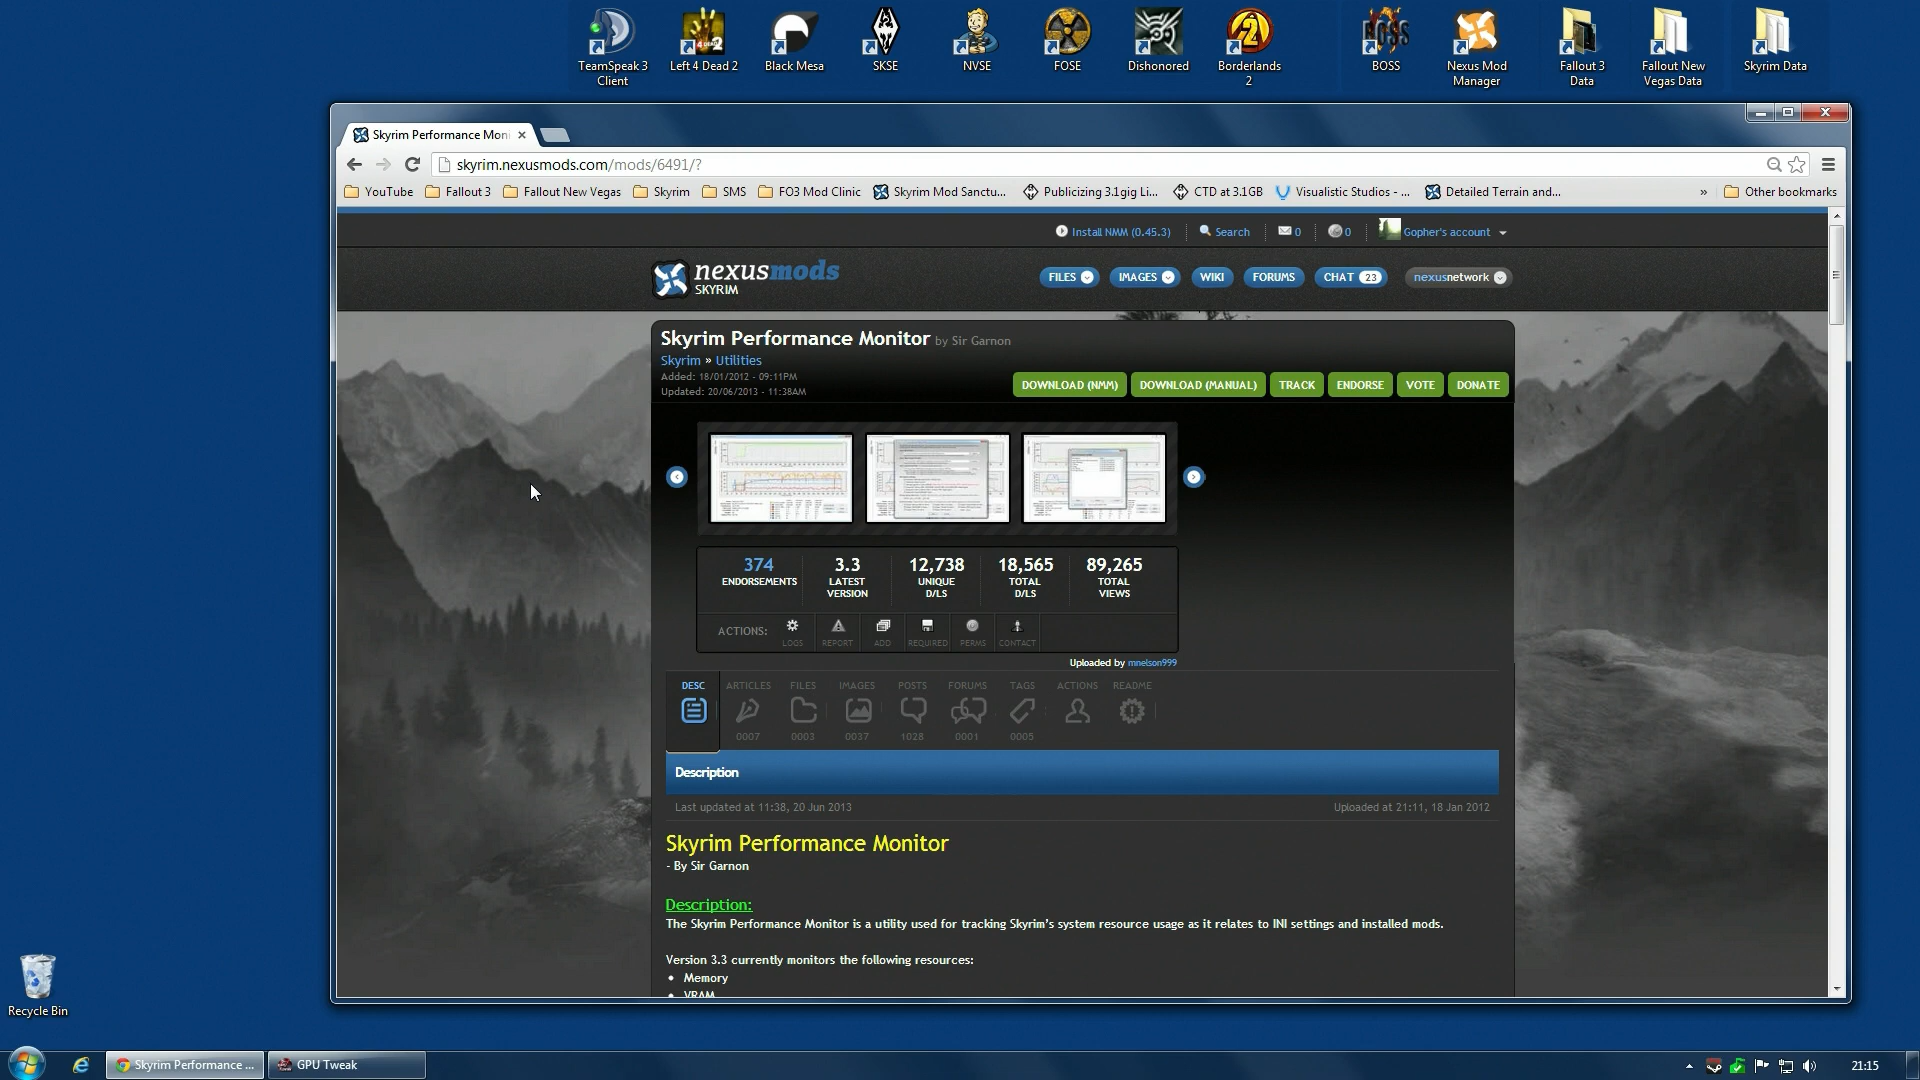 TeamSpeak 3 Client
Left 4 Dead 2
Black Mesa
SKSE
NVSE
FOSE
Dishonored
Borderlands 2
BOSS
Nexus Mod Manager
Fallout 3 Data
Fallout New Vegas Data
Skyrim Data
Skyrim Performance Moni
skyrim.nexusmods.com/mods/6491/?
YouTube
Fallout 3
Fallout New Vegas
Skyrim
SMS
FO3 Mod Clinic
Skyrim Mod Sanctu...
Publicizing 3.1gig Li...
CTD at 3.1GB
Visualistic Studios - ...
Detailed Terrain and...
»
Other bookmarks
Install NMM (0.45.3)
Search
0
0
Gopher's account
nexusmods
SKYRIM
FILES
IMAGES
WIKI
FORUMS
CHAT 23
nexusnetwork
Skyrim Performance Monitor by Sir Garnon
Skyrim » Utilities
Added: 18/01/2012 - 09:11PM
Updated: 20/06/2013 - 11:38AM
DOWNLOAD (NMM)
DOWNLOAD (MANUAL)
TRACK
ENDORSE
VOTE
DONATE
374 ENDORSEMENTS
3.3 LATEST VERSION
12,738 UNIQUE D/LS
18,565 TOTAL D/LS
89,265 TOTAL VIEWS
ACTIONS:
LOGS
REPORT
ADD
REQUIRED
PERMS
CONTACT
Uploaded by mnelson999
DESC
ARTICLES 0007
FILES 0003
IMAGES 0037
POSTS 1028
FORUMS 0001
TAGS 0005
ACTIONS
README
Description
Last updated at 11:38, 20 Jun 2013
Uploaded at 21:11, 18 Jan 2012
Skyrim Performance Monitor
- By Sir Garnon
Description:
The Skyrim Performance Monitor is a utility used for tracking Skyrim's system resource usage as it relates to INI settings and installed mods.
Version 3.3 currently monitors the following resources:
• Memory
• VRAM
Recycle Bin
Skyrim Performance ...
GPU Tweak
21:15